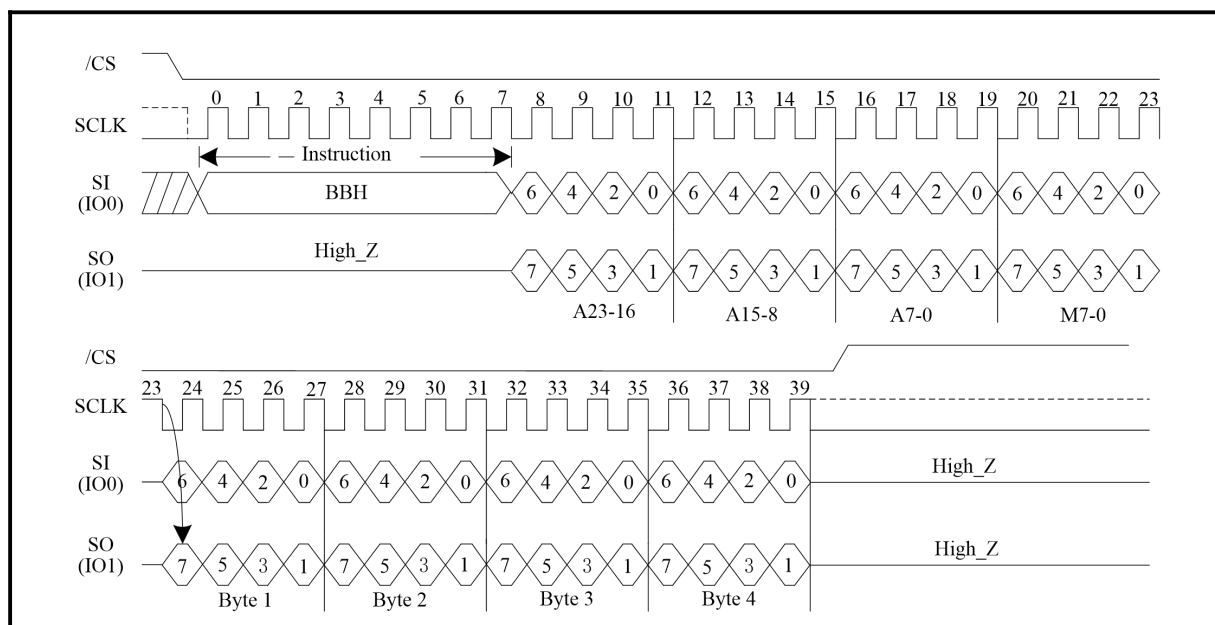 /CS
0 1 2 3 4 5 6 7 8 9 10 11 12 13 14 15 16 17 18 19 20 21 22 23
SCLK
Instruction
SI
(IO0)
BBH
6 4 2 0 6 4 2 0 6 4 2 0 6 4 2 0
SO
(IO1)
High_Z
7 5 3 1 7 5 3 1 7 5 3 1 7 5 3 1
A23-16 A15-8 A7-0 M7-0
/CS
23 24 25 26 27 28 29 30 31 32 33 34 35 36 37 38 39
SCLK
SI
(IO0)
6 4 2 0 6 4 2 0 6 4 2 0 6 4 2 0
High_Z
SO
(IO1)
7 5 3 1 7 5 3 1 7 5 3 1 7 5 3 1
High_Z
Byte 1 Byte 2 Byte 3 Byte 4